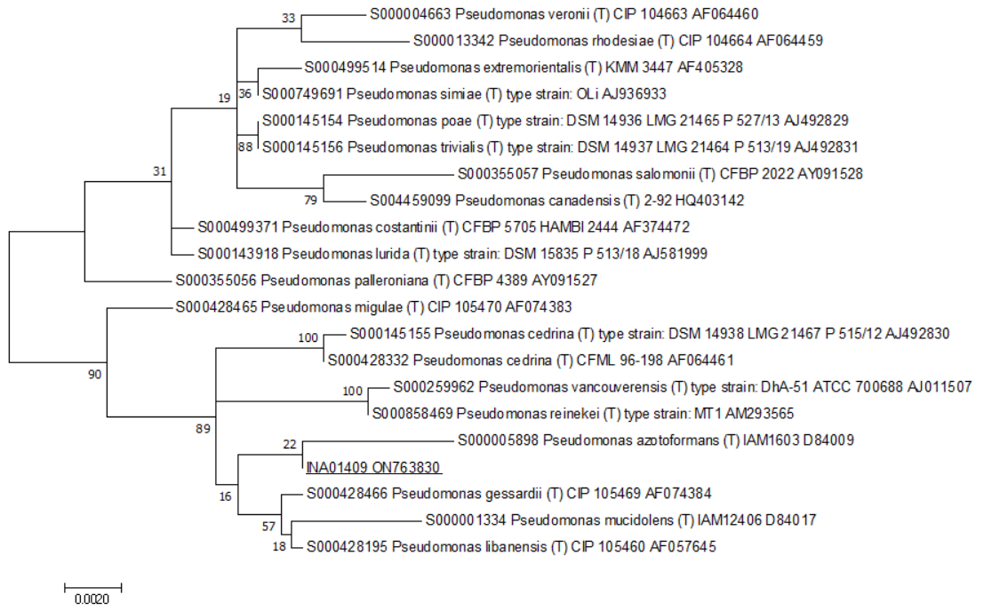 33
S000004663 Pseudomonas veronii (T) CIP 104663 AF064460
S000013342 Pseudomonas rhodesiae (T) CIP 104664 AF064459
S000499514 Pseudomonas extremorientalis (T) KMM 3447 AF405328
19
36
S000749691 Pseudomonas simiae (T) type strain: OLi AJ936933
S000145154 Pseudomonas poae (T) type strain: DSM 14936 LMG 21465 P 527/13 AJ492829
88
S000145156 Pseudomonas trivialis (T) type strain: DSM 14937 LMG 21464 P 513/19 AJ492831
31
S000355057 Pseudomonas salomonii (T) CFBP 2022 AY091528
79
S004459099 Pseudomonas canadensis (T) 2-92 HQ403142
S000499371 Pseudomonas costantinii (T) CFBP 5705 HAMBI 2444 AF374472
S000143918 Pseudomonas lurida (T) type strain: DSM 15835 P 513/18 AJ581999
S000355056 Pseudomonas palleroniana (T) CFBP 4389 AY091527
S000428465 Pseudomonas migulae (T) CIP 105470 AF074383
100
S000145155 Pseudomonas cedrina (T) type strain: DSM 14938 LMG 21467 P 515/12 AJ492830
S000428332 Pseudomonas cedrina (T) CFML 96-198 AF064461
90
100
S000259962 Pseudomonas vancouverensis (T) type strain: DhA-51 ATCC 700688 AJ011507
S000858469 Pseudomonas reinekei (T) type strain: MT1 AM293565
89
22
S000005898 Pseudomonas azotoformans (T) IAM1603 D84009
INA01409 ON763830
16
S000428466 Pseudomonas gessardii (T) CIP 105469 AF074384
57
S000001334 Pseudomonas mucidolens (T) IAM12406 D84017
18
S000428195 Pseudomonas libanensis (T) CIP 105460 AF057645
0.0020